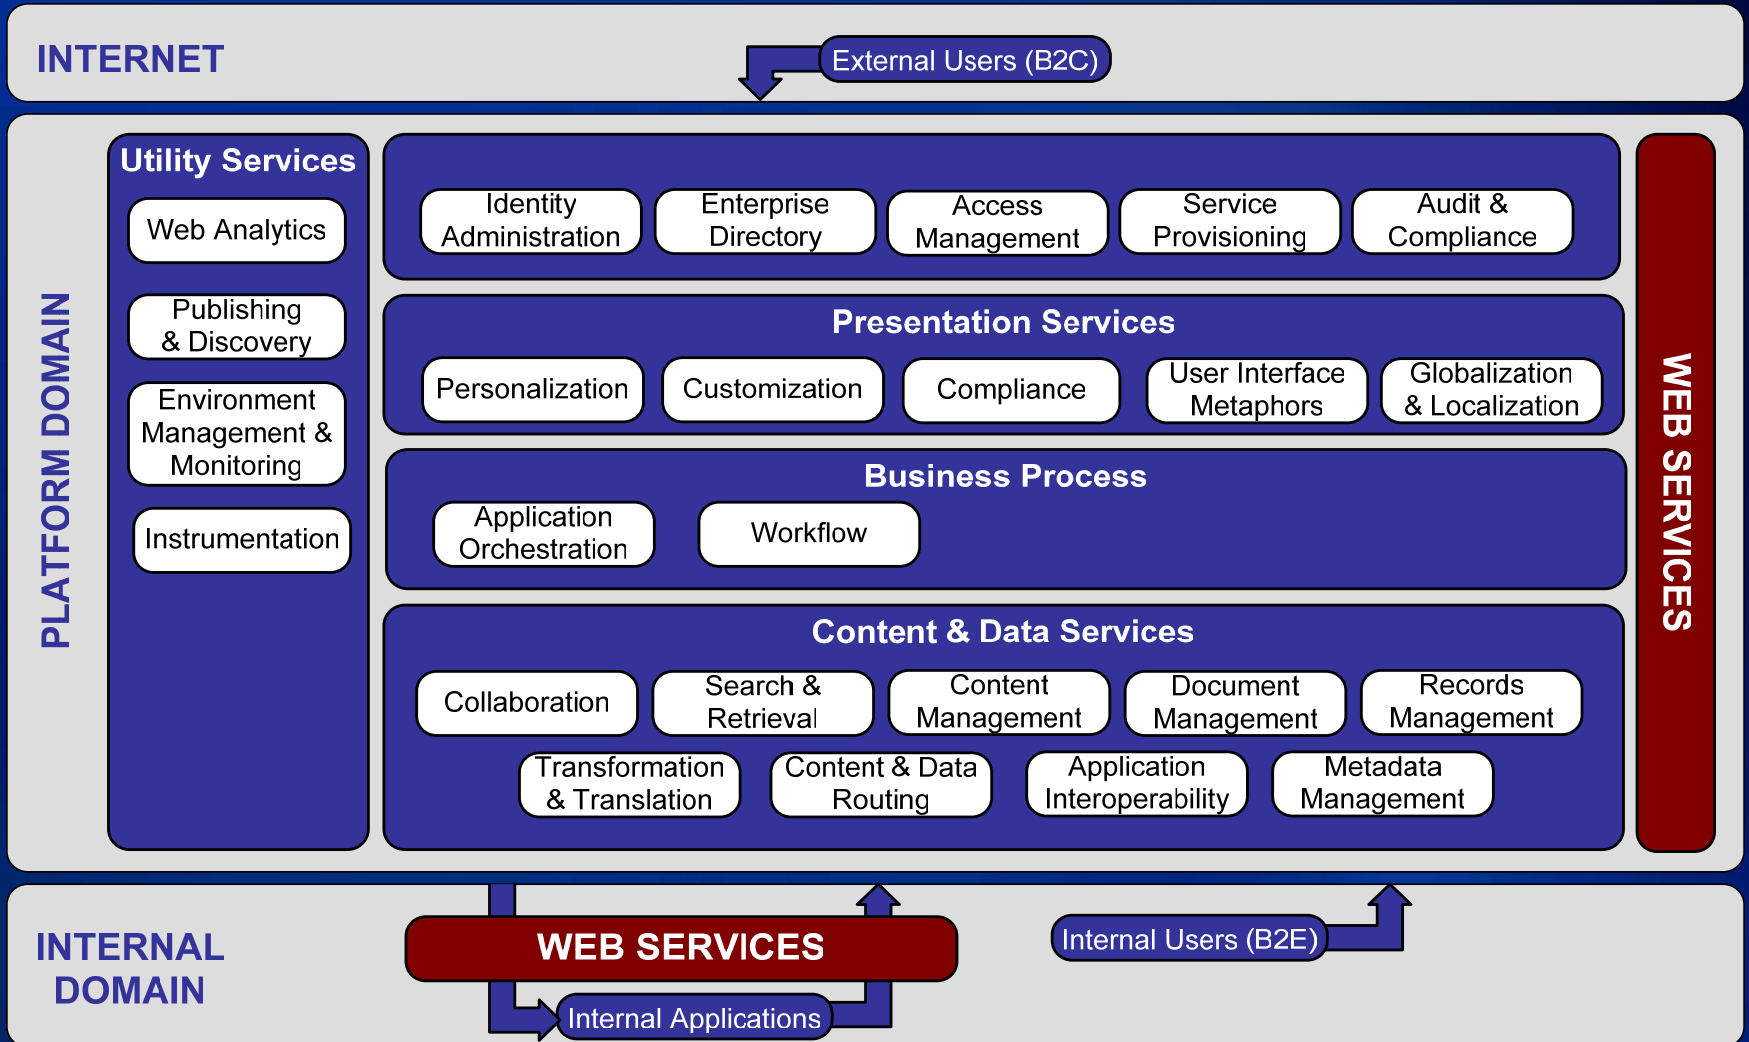 INTERNET
External Users (B2C)
PLATFORM DOMAIN
Utility Services
Web Analytics
Publishing
& Discovery
Environment
Management &
Monitoring
Instrumentation
Identity
Administration
Enterprise
Directory
Access
Management
Service
Provisioning
Audit &
Compliance
Presentation Services
Personalization
Customization
Compliance
User Interface
Metaphors
Globalization
& Localization
Business Process
Application
Orchestration
Workflow
Content & Data Services
Collaboration
Search &
Retrieval
Content
Management
Document
Management
Records
Management
Transformation
& Translation
Content & Data
Routing
Application
Interoperability
Metadata
Management
WEB SERVICES
INTERNAL
DOMAIN
WEB SERVICES
Internal Applications
Internal Users (B2E)